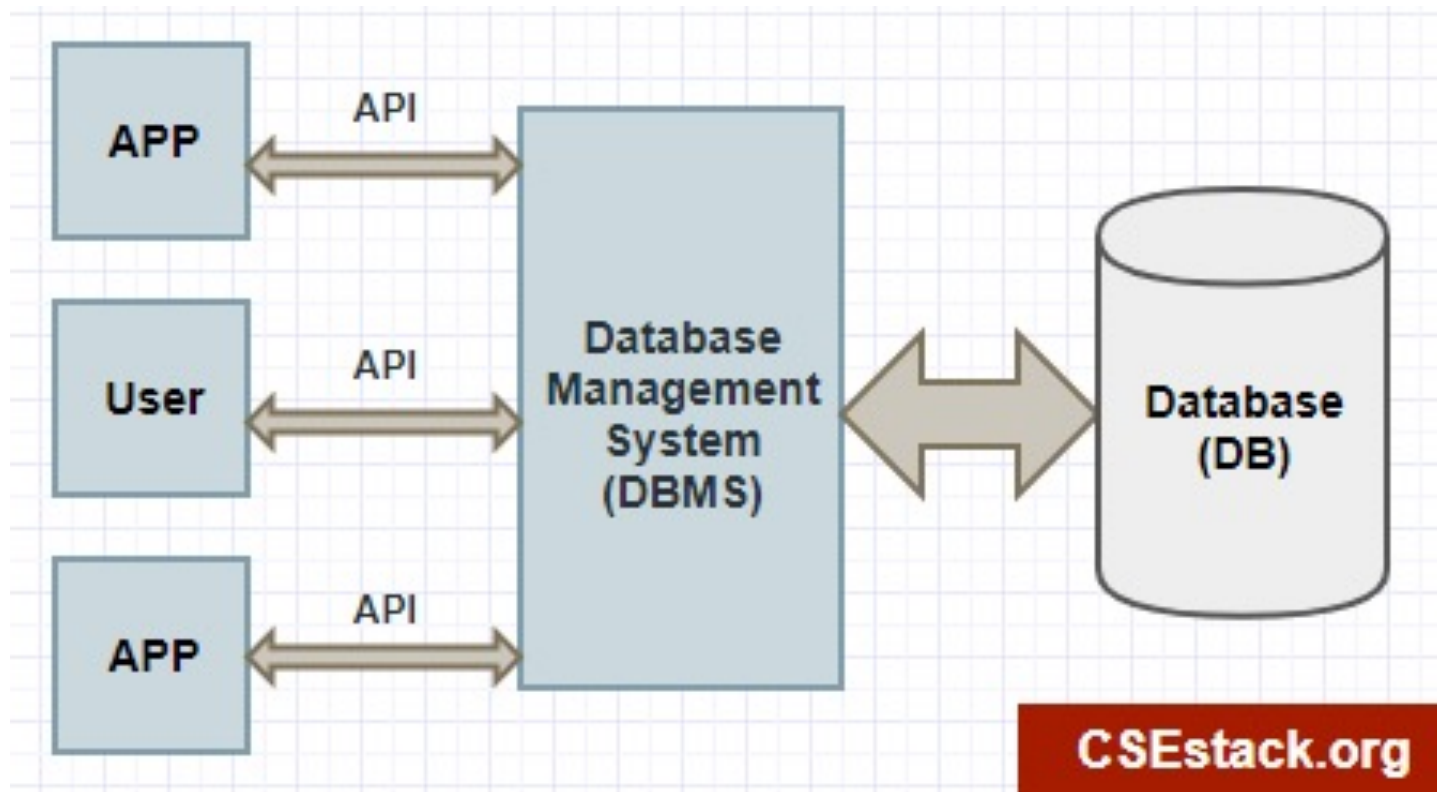 APP
API
User
API
APP
API
Database
Management
System
(DBMS)
Database
(DB)
CSEstack.org